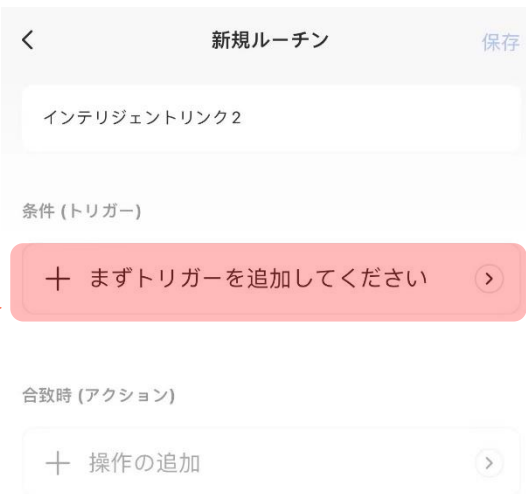 新規ルーチン 保存
インテリジェントリンク2
条件 (トリガー)
まずトリガーを追加してください
合致時 (アクション)
操作の追加